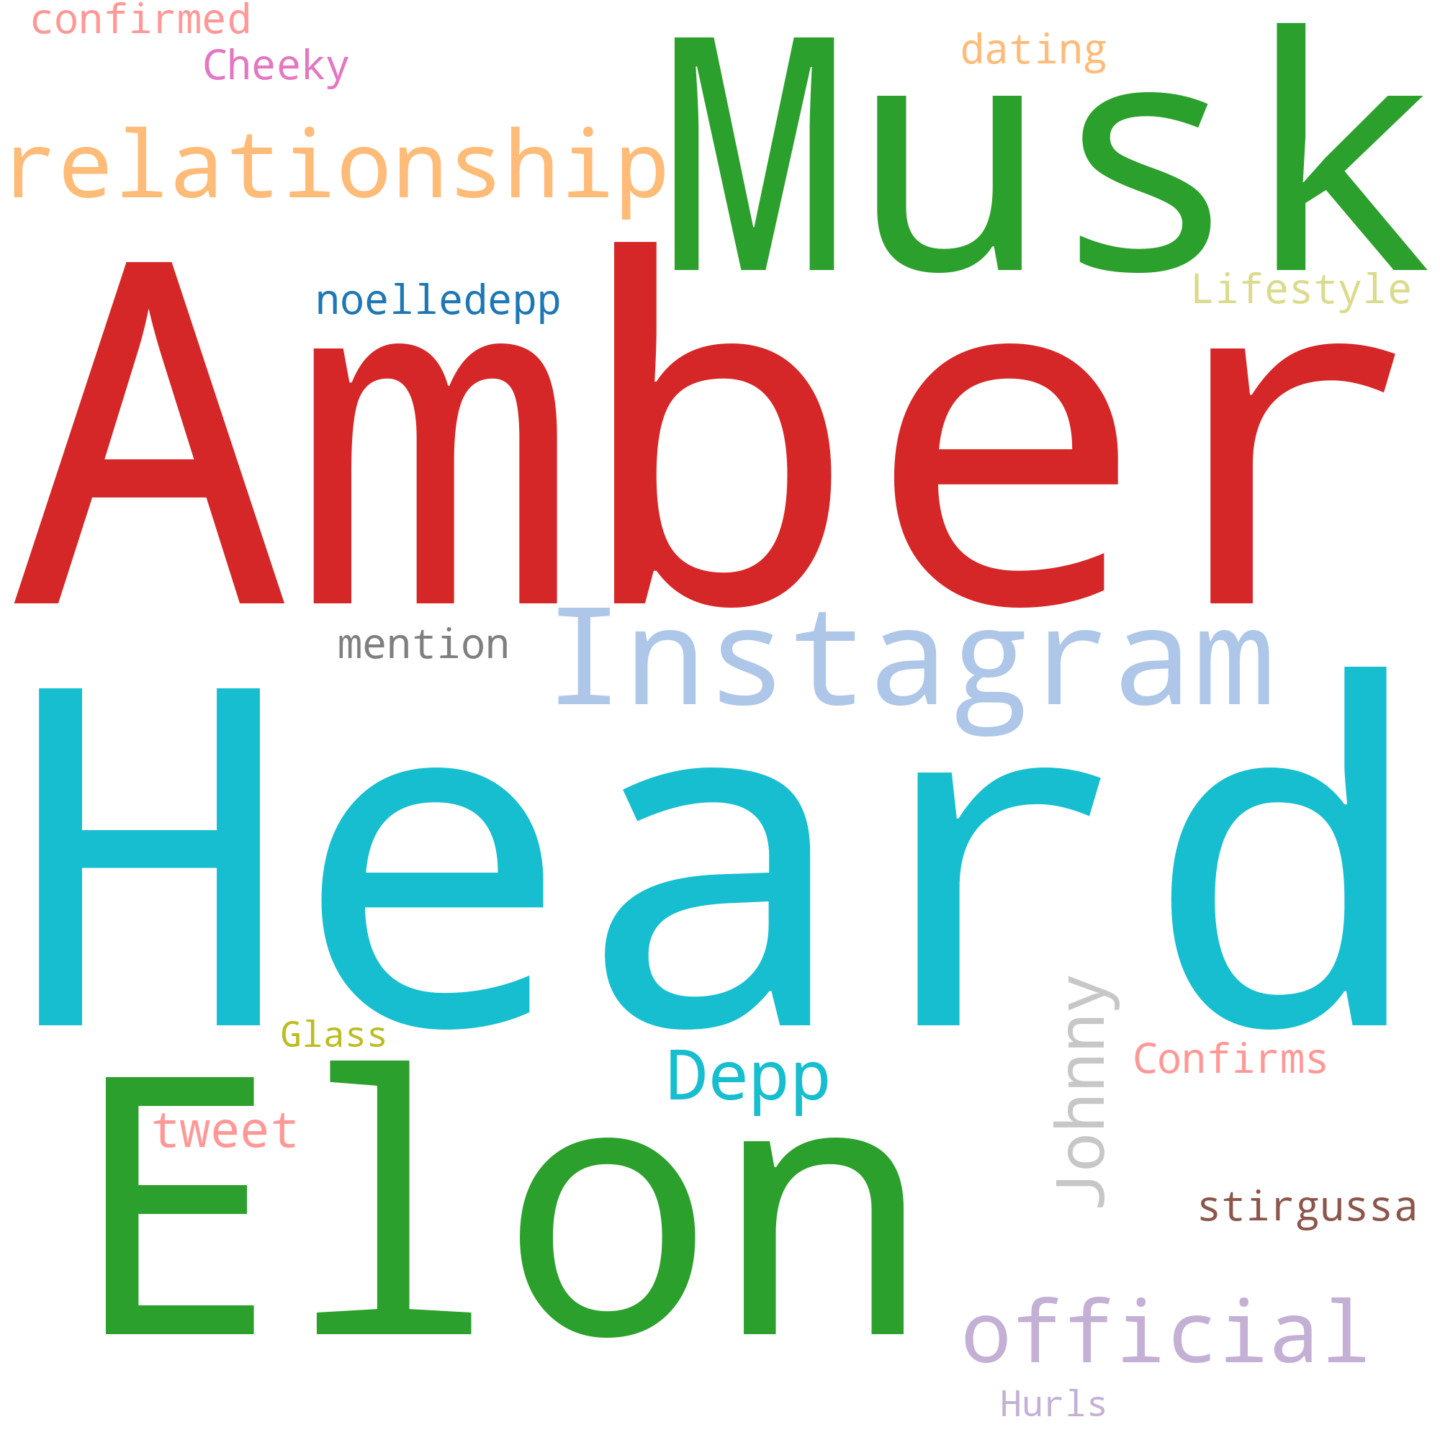 confirmed
Cheeky
dating
Musk
relationship
Amber
noelledepp
Lifestyle
Instagram
mention
Heard
Glass
Depp
Johnny
Confirms
Elon
tweet
stirgussa
official
Hurls